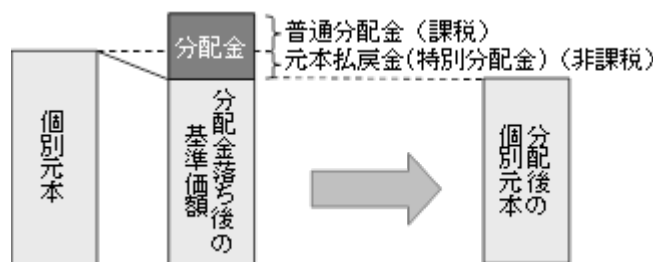 分配金
普通分配金（課税）
元本払戻金(特別分配金)（非課税）
個別元本
分配金落ち後の
基準価額
分配後の
個別元本